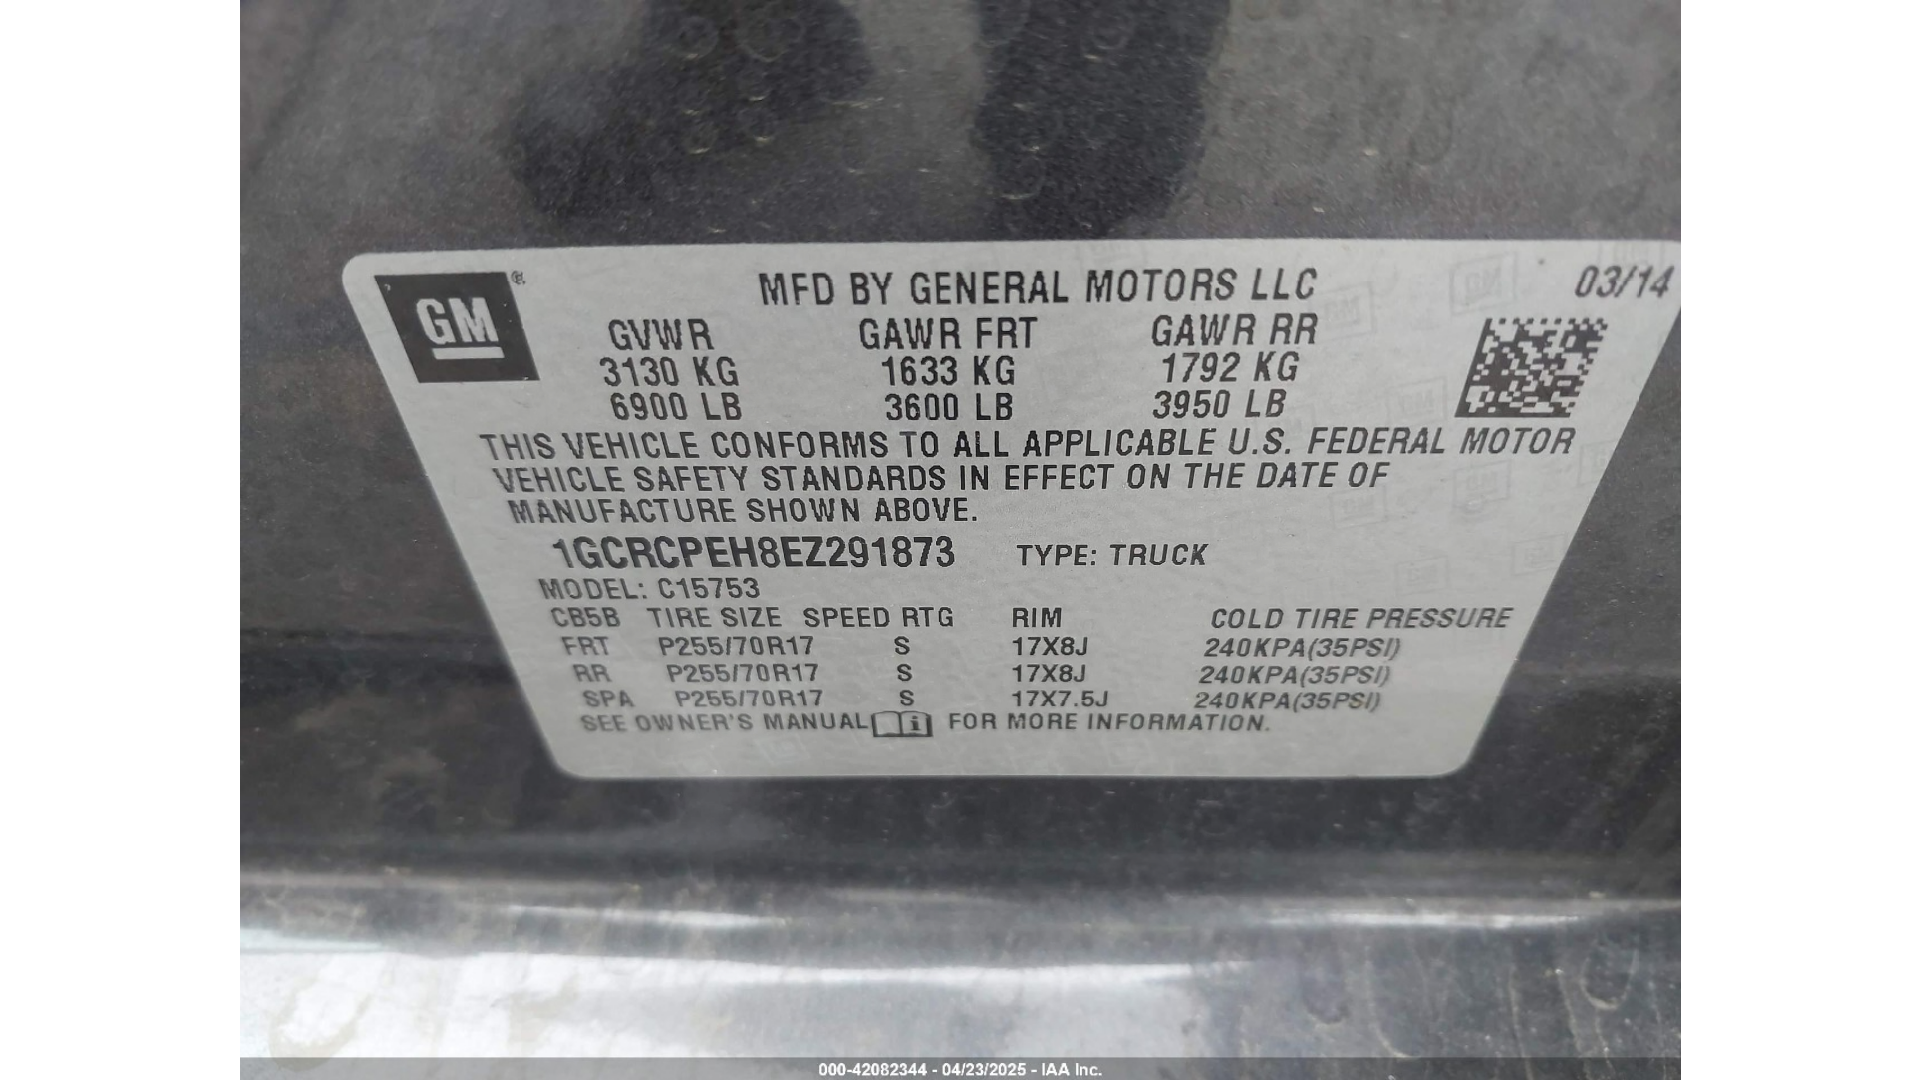 GM ® MFD BY GENERAL MOTORS LLC 03/14
GVWR GAWR FRT GAWR RR
3130 KG 1633 KG 1792 KG
6900 LB 3600 LB 3950 LB
THIS VEHICLE CONFORMS TO ALL APPLICABLE U.S. FEDERAL MOTOR
VEHICLE SAFETY STANDARDS IN EFFECT ON THE DATE OF
MANUFACTURE SHOWN ABOVE.
1GCRCPEH8EZ291873 TYPE: TRUCK
MODEL: C15753
CB5B TIRE SIZE SPEED RTG RIM COLD TIRE PRESSURE
FRT P255/70R17 S 17X8J 240KPA(35PSI)
RR P255/70R17 S 17X8J 240KPA(35PSI)
SPA P255/70R17 S 17X7.5J 240KPA(35PSI)
SEE OWNER'S MANUAL i FOR MORE INFORMATION.
000-42082344 - 04/23/2025 - IAA Inc.